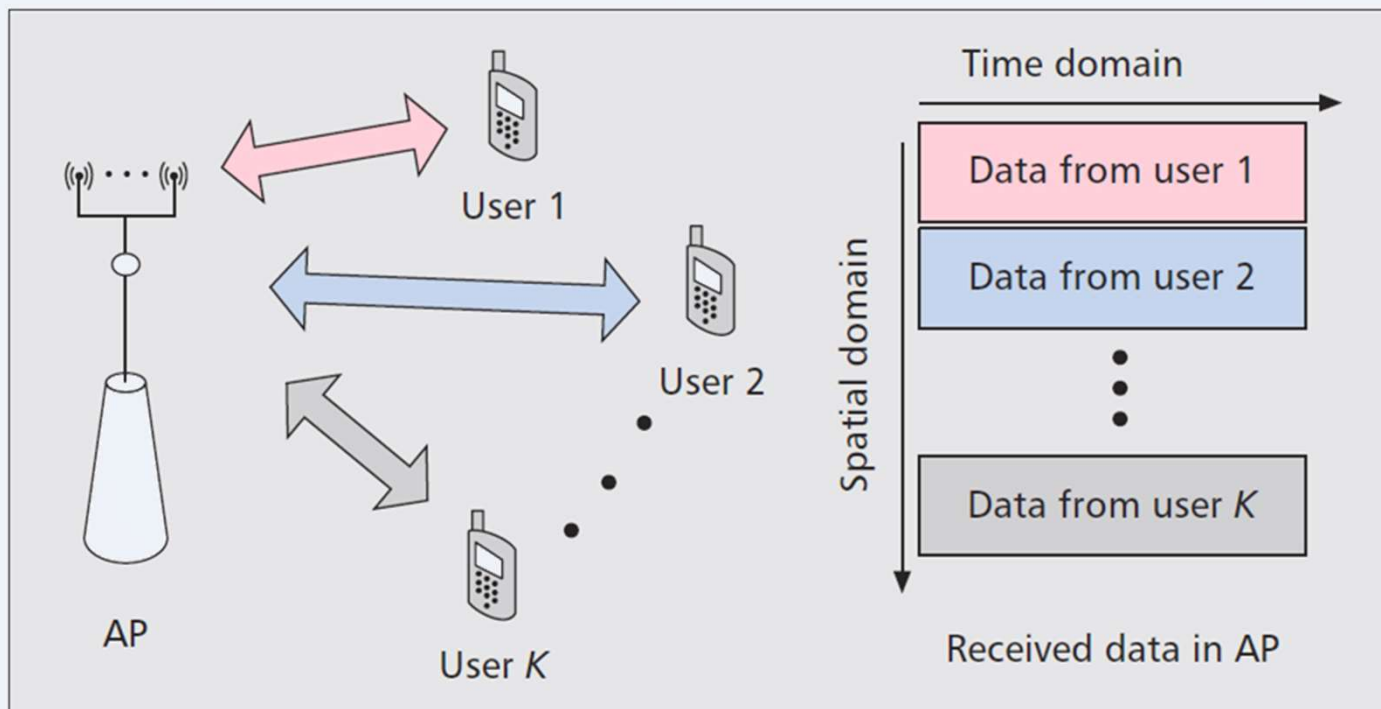 User 1
User 2
User K
AP
Time domain
Spatial domain
Data from user 1
Data from user 2
Data from user K
Received data in AP